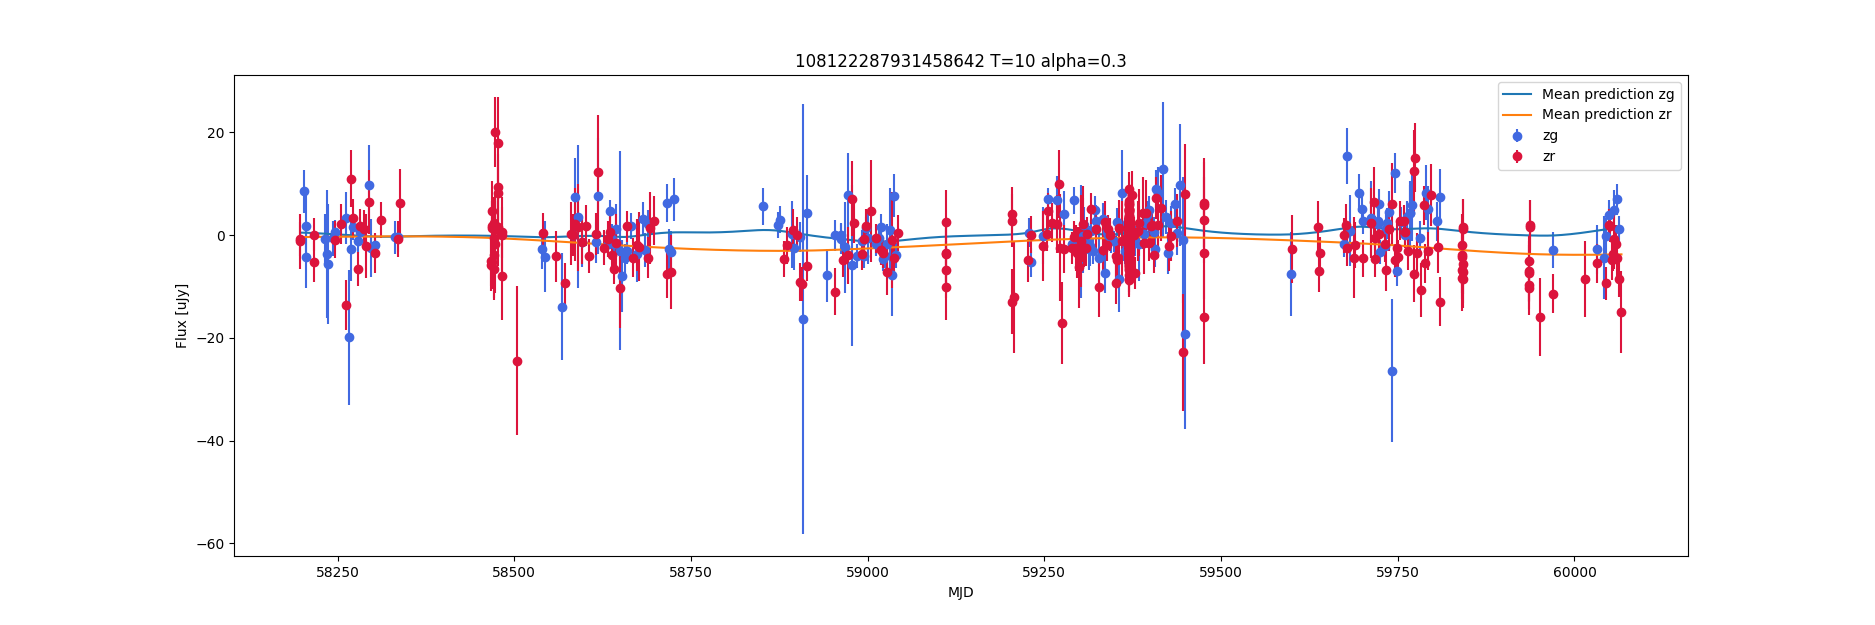 108122287931458642 T=10 alpha=0.3
Mean prediction zg
Mean prediction zr
zg
zr
Flux [uJy]
20
0
−20
−40
−60
58250 58500 58750 59000 59250 59500 59750 60000
MJD